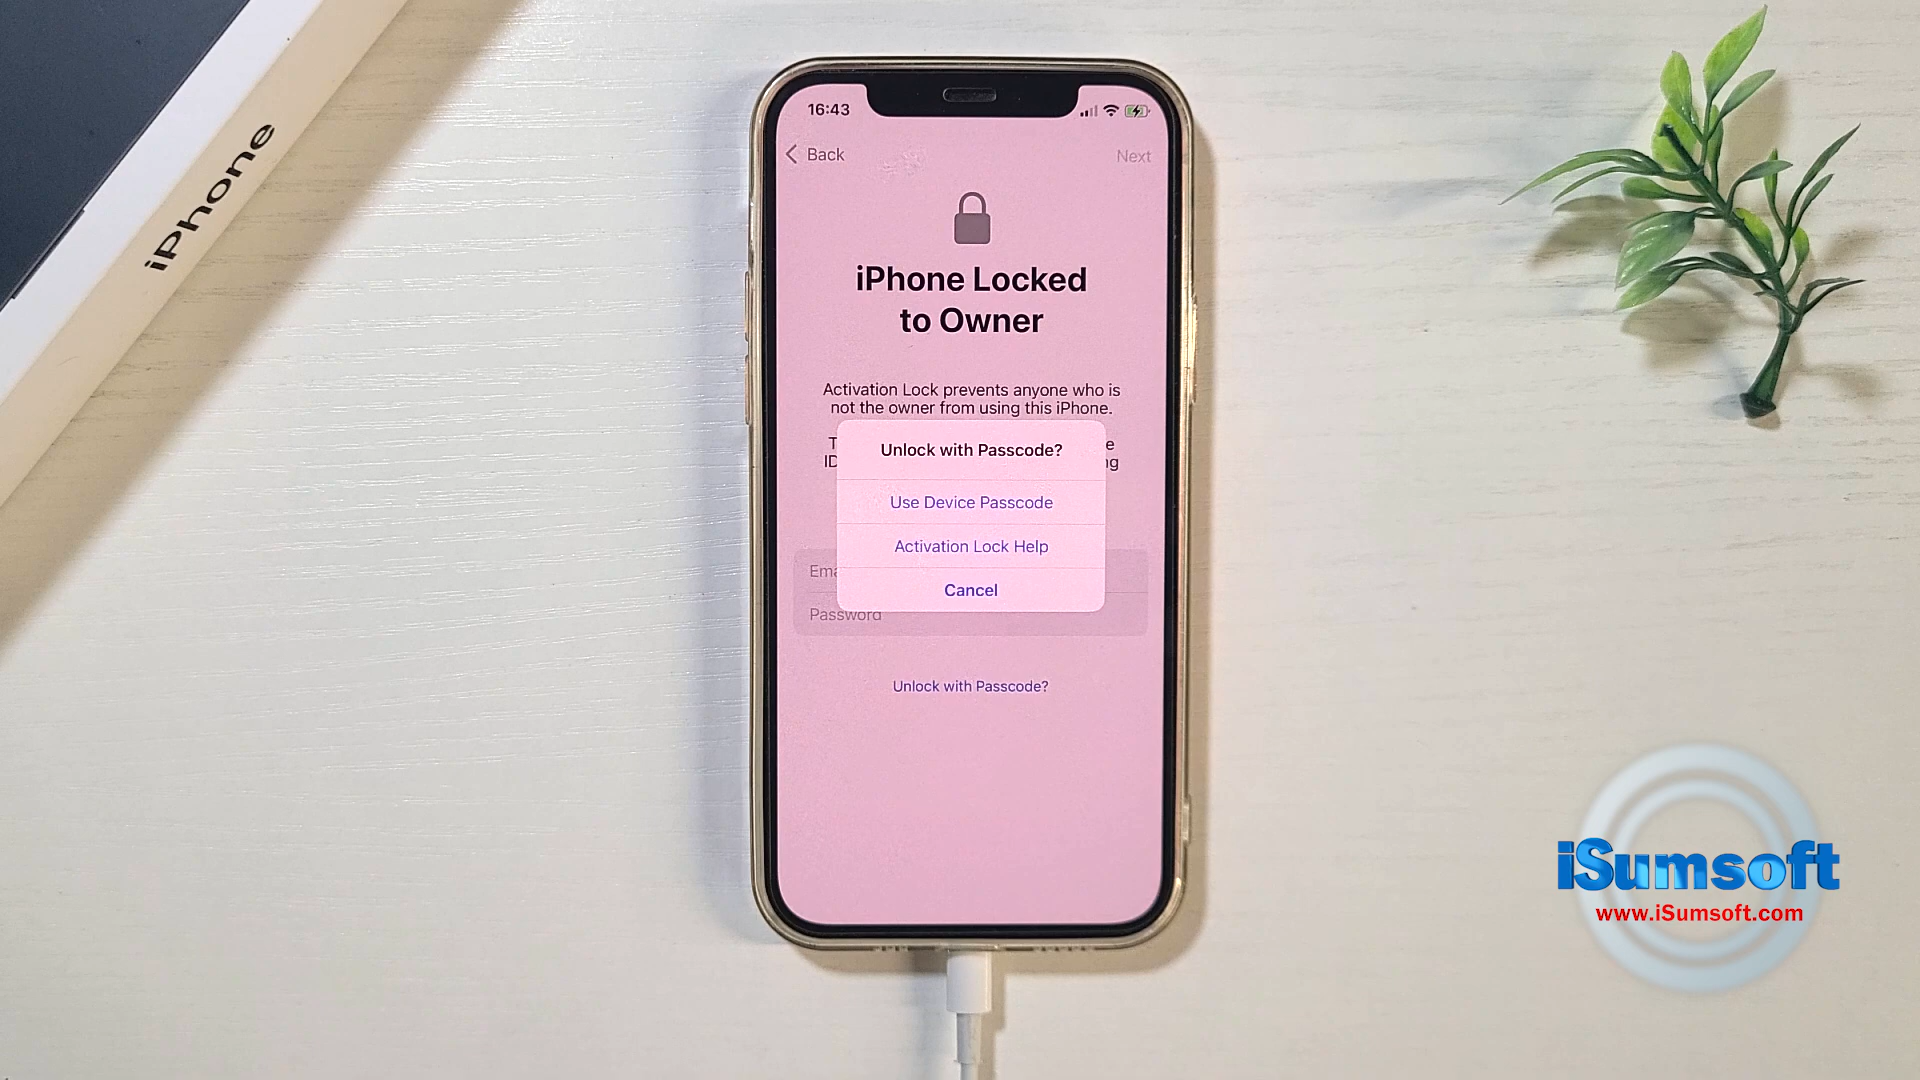 iPhone
16:43
Back
Next
iPhone Locked
to Owner
Activation Lock prevents anyone who is
not the owner from using this iPhone.
Unlock with Passcode?
Use Device Passcode
Activation Lock Help
Cancel
Password
Unlock with Passcode?
iSumsoft
www.iSumsoft.com